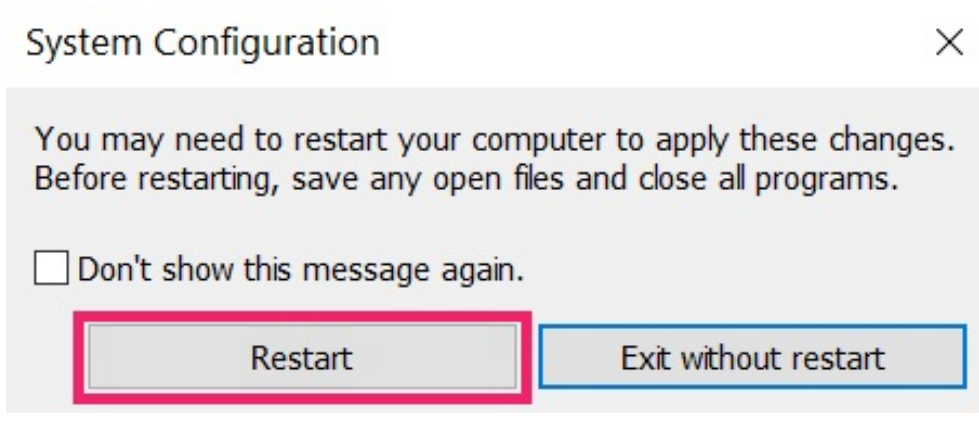 System Configuration
You may need to restart your computer to apply these changes.
Before restarting, save any open files and close all programs.
Don't show this message again.
Restart
Exit without restart